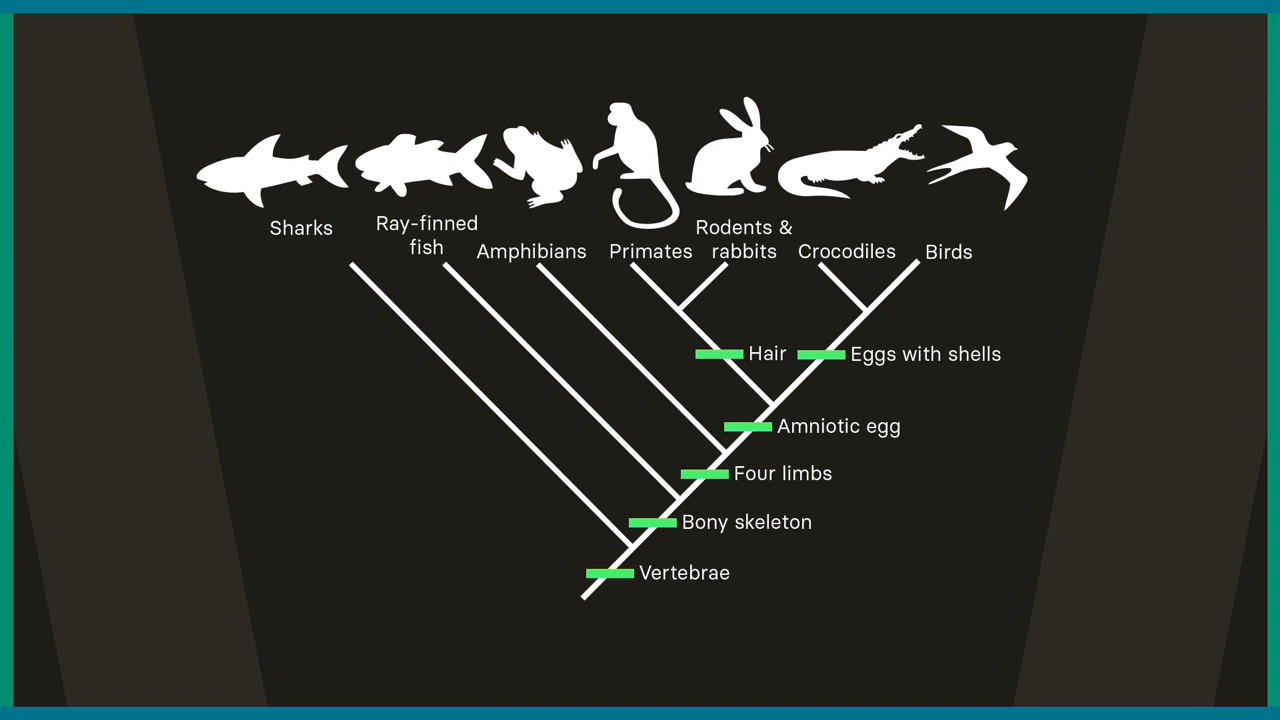 Sharks
Ray-finned
fish
Amphibians
Primates
Rodents &
rabbits
Crocodiles
Birds
Hair
Eggs with shells
Amniotic egg
Four limbs
Bony skeleton
Vertebrae